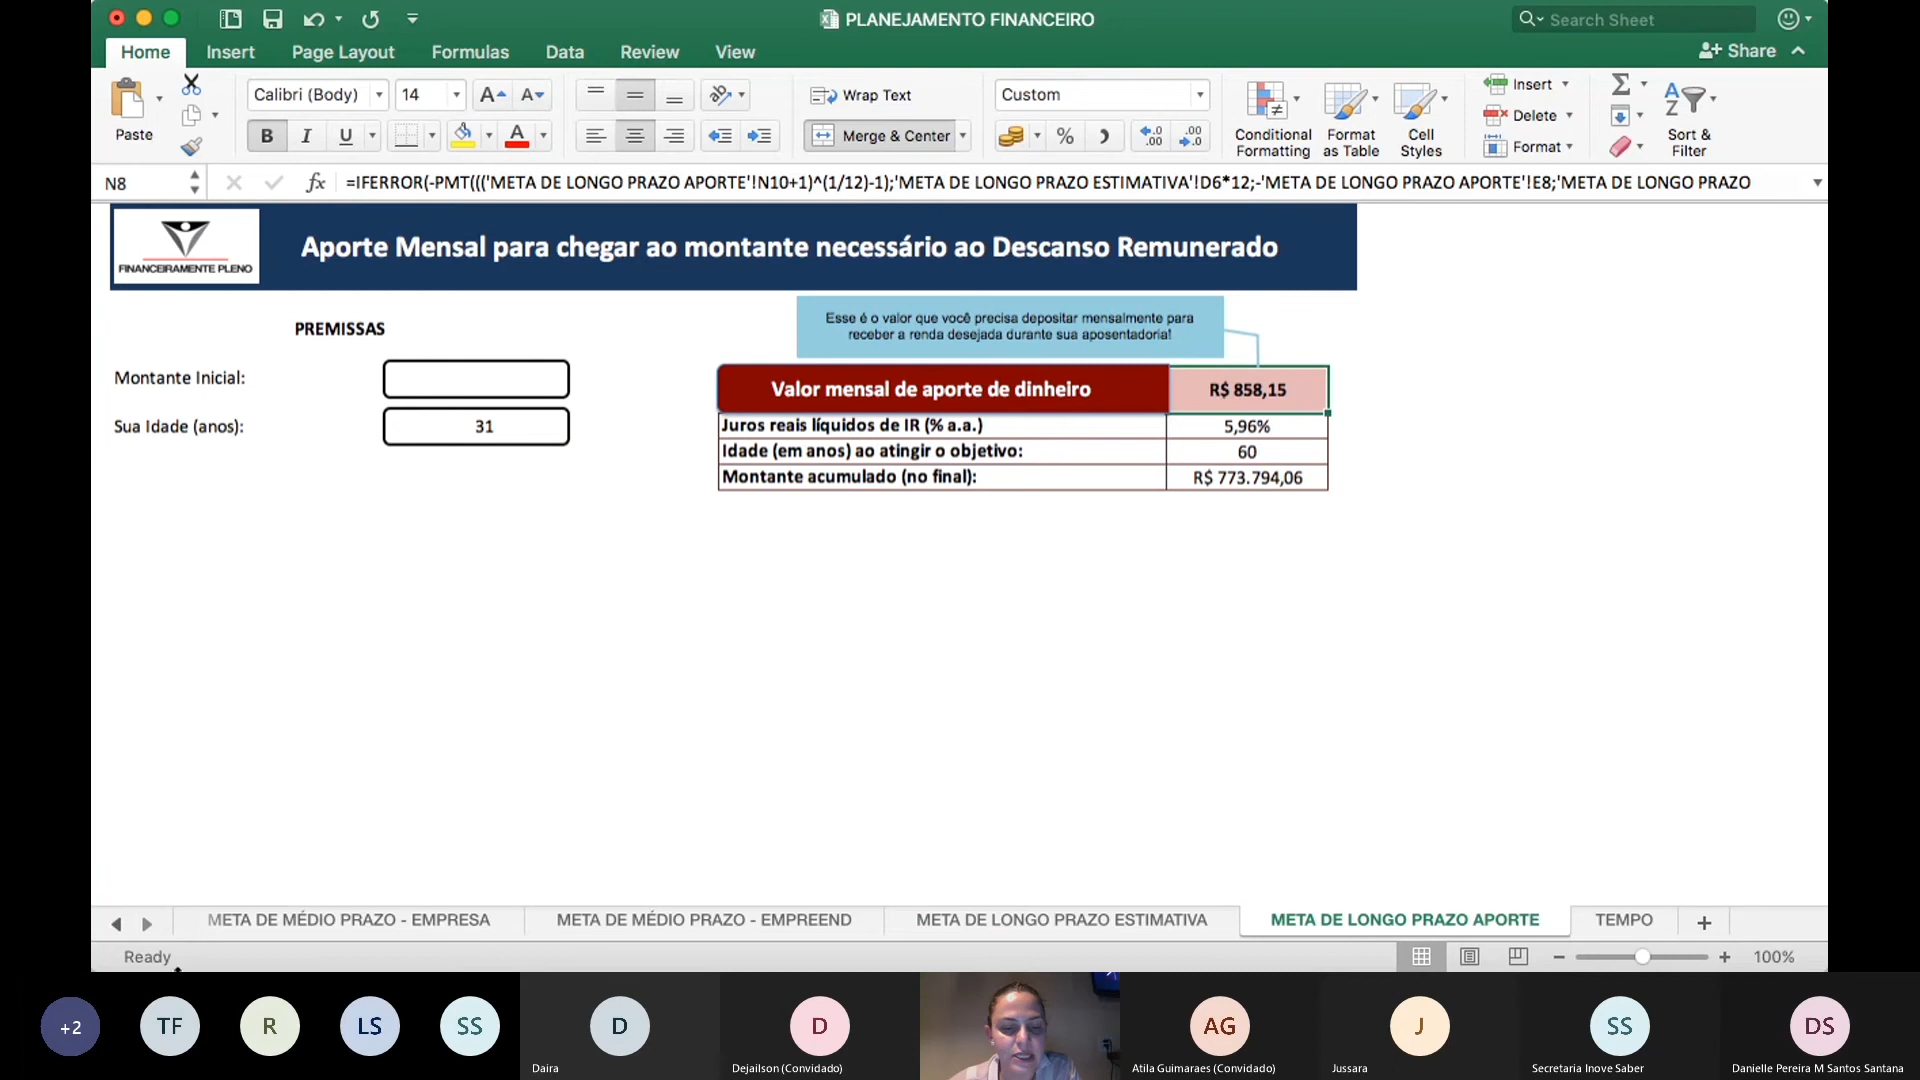 PLANEJAMENTO FINANCEIRO
Search Sheet
Home Insert Page Layout Formulas Data Review View
Share
Paste
Calibri (Body) 14
A A
Wrap Text
Custom
B I U A
Merge & Center
%
Conditional Formatting
Format as Table
Cell Styles
Insert
Delete
Format
Sort & Filter
N8
fx =IFERROR(-PMT((('META DE LONGO PRAZO APORTE'!N10+1)^(1/12)-1);'META DE LONGO PRAZO ESTIMATIVA'!D6*12;-'META DE LONGO PRAZO APORTE'!E8;'META DE LONGO PRAZO
FINANCEIRAMENTE PLENO
Aporte Mensal para chegar ao montante necessário ao Descanso Remunerado
PREMISSAS
Montante Inicial:
Sua Idade (anos): 31
Esse é o valor que você precisa depositar mensalmente para
receber a renda desejada durante sua aposentadoria!
Valor mensal de aporte de dinheiro R$ 858,15
Juros reais líquidos de IR (% a.a.) 5,96%
Idade (em anos) ao atingir o objetivo: 60
Montante acumulado (no final): R$ 773.794,06
META DE MÉDIO PRAZO - EMPRESA META DE MÉDIO PRAZO - EMPREEND META DE LONGO PRAZO ESTIMATIVA META DE LONGO PRAZO APORTE TEMPO +
Ready
100%
+2 TF R LS SS D D AG J SS DS
Daira Dejailson (Convidado) Atila Guimaraes (Convidado) Jussara Secretaria Inove Saber Danielle Pereira M Santos Santana